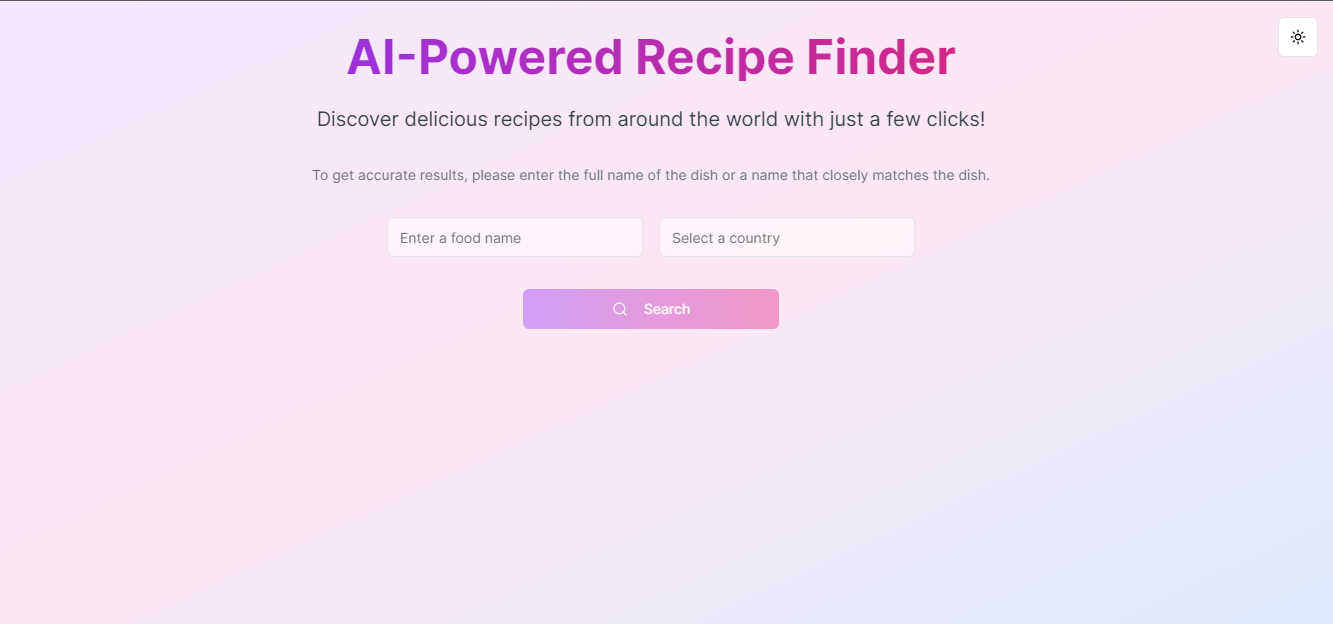 AI-Powered Recipe Finder
Discover delicious recipes from around the world with just a few clicks!
To get accurate results, please enter the full name of the dish or a name that closely matches the dish.
Enter a food name
Select a country
Search